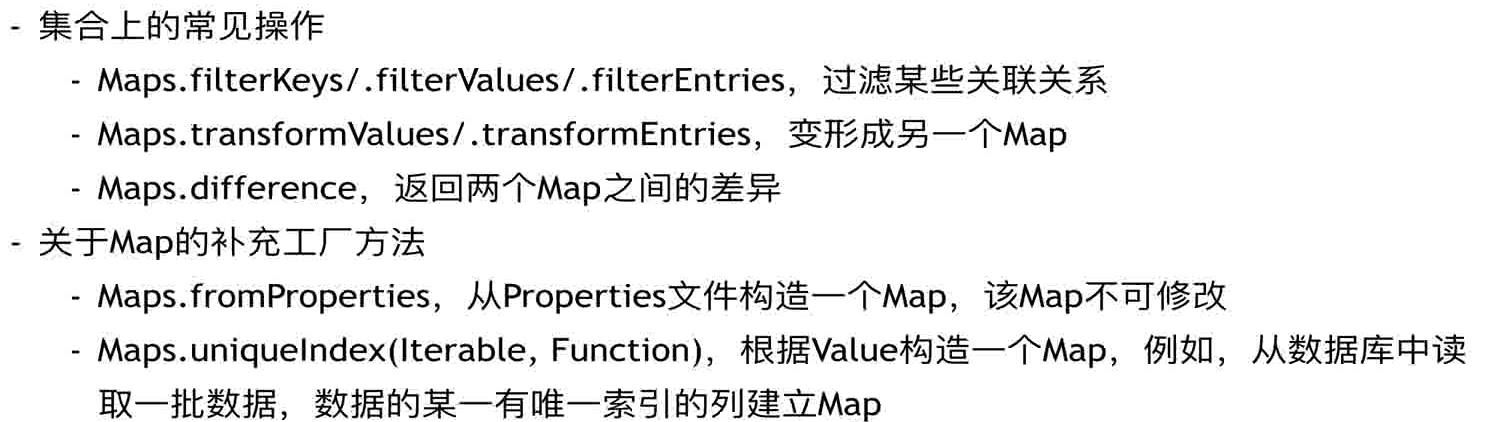 - 集合上的常见操作
- Maps.filterKeys/.filterValues/.filterEntries，过滤某些关联关系
- Maps.transformValues/.transformEntries，变形成另一个Map
- Maps.difference，返回两个Map之间的差异
- 关于Map的补充工厂方法
- Maps.fromProperties，从Properties文件构造一个Map，该Map不可修改
- Maps.uniqueIndex(Iterable, Function)，根据Value构造一个Map，例如，从数据库中读
取一批数据，数据的某一有唯一索引的列建立Map